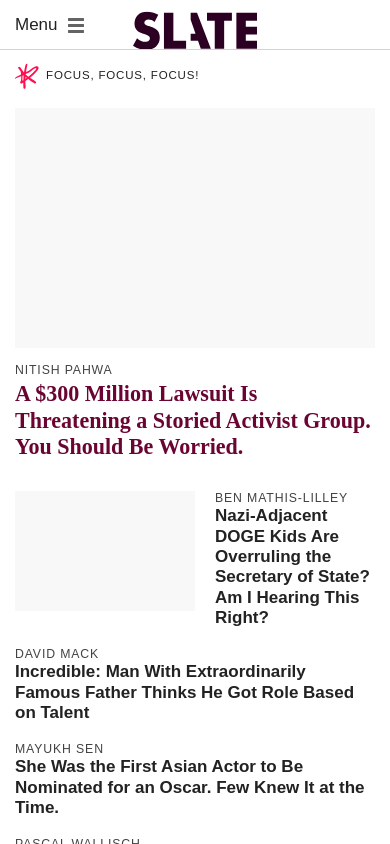 Menu
SLATE
FOCUS, FOCUS, FOCUS!
NITISH PAHWA
A $300 Million Lawsuit Is
Threatening a Storied Activist Group.
You Should Be Worried.
BEN MATHIS-LILLEY
Nazi-Adjacent
DOGE Kids Are
Overruling the
Secretary of State?
Am I Hearing This
Right?
DAVID MACK
Incredible: Man With Extraordinarily
Famous Father Thinks He Got Role Based
on Talent
MAYUKH SEN
She Was the First Asian Actor to Be
Nominated for an Oscar. Few Knew It at the
Time.
PASCAL WALLISCH